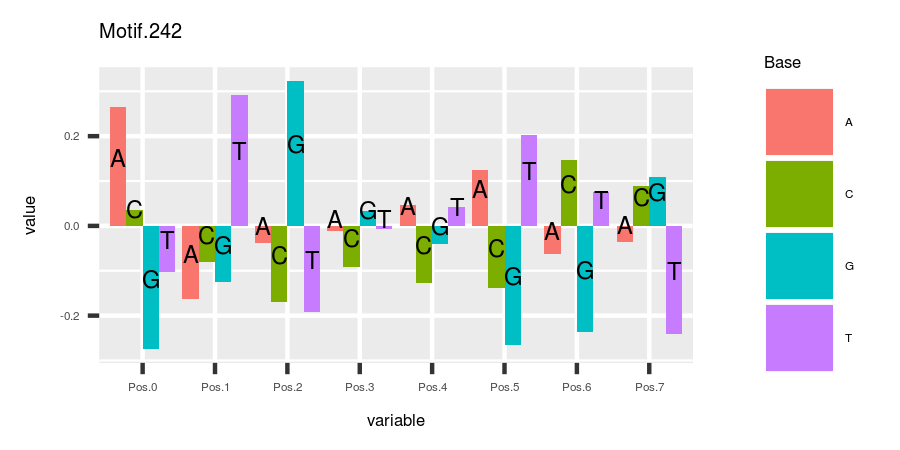 Motif.242
value
0.2
0.0
-0.2
A C G T A C G T A C G T A C G T A C G T A C G T A C G T A C G T
Pos.0 Pos.1 Pos.2 Pos.3 Pos.4 Pos.5 Pos.6 Pos.7
variable
Base
A
C
G
T